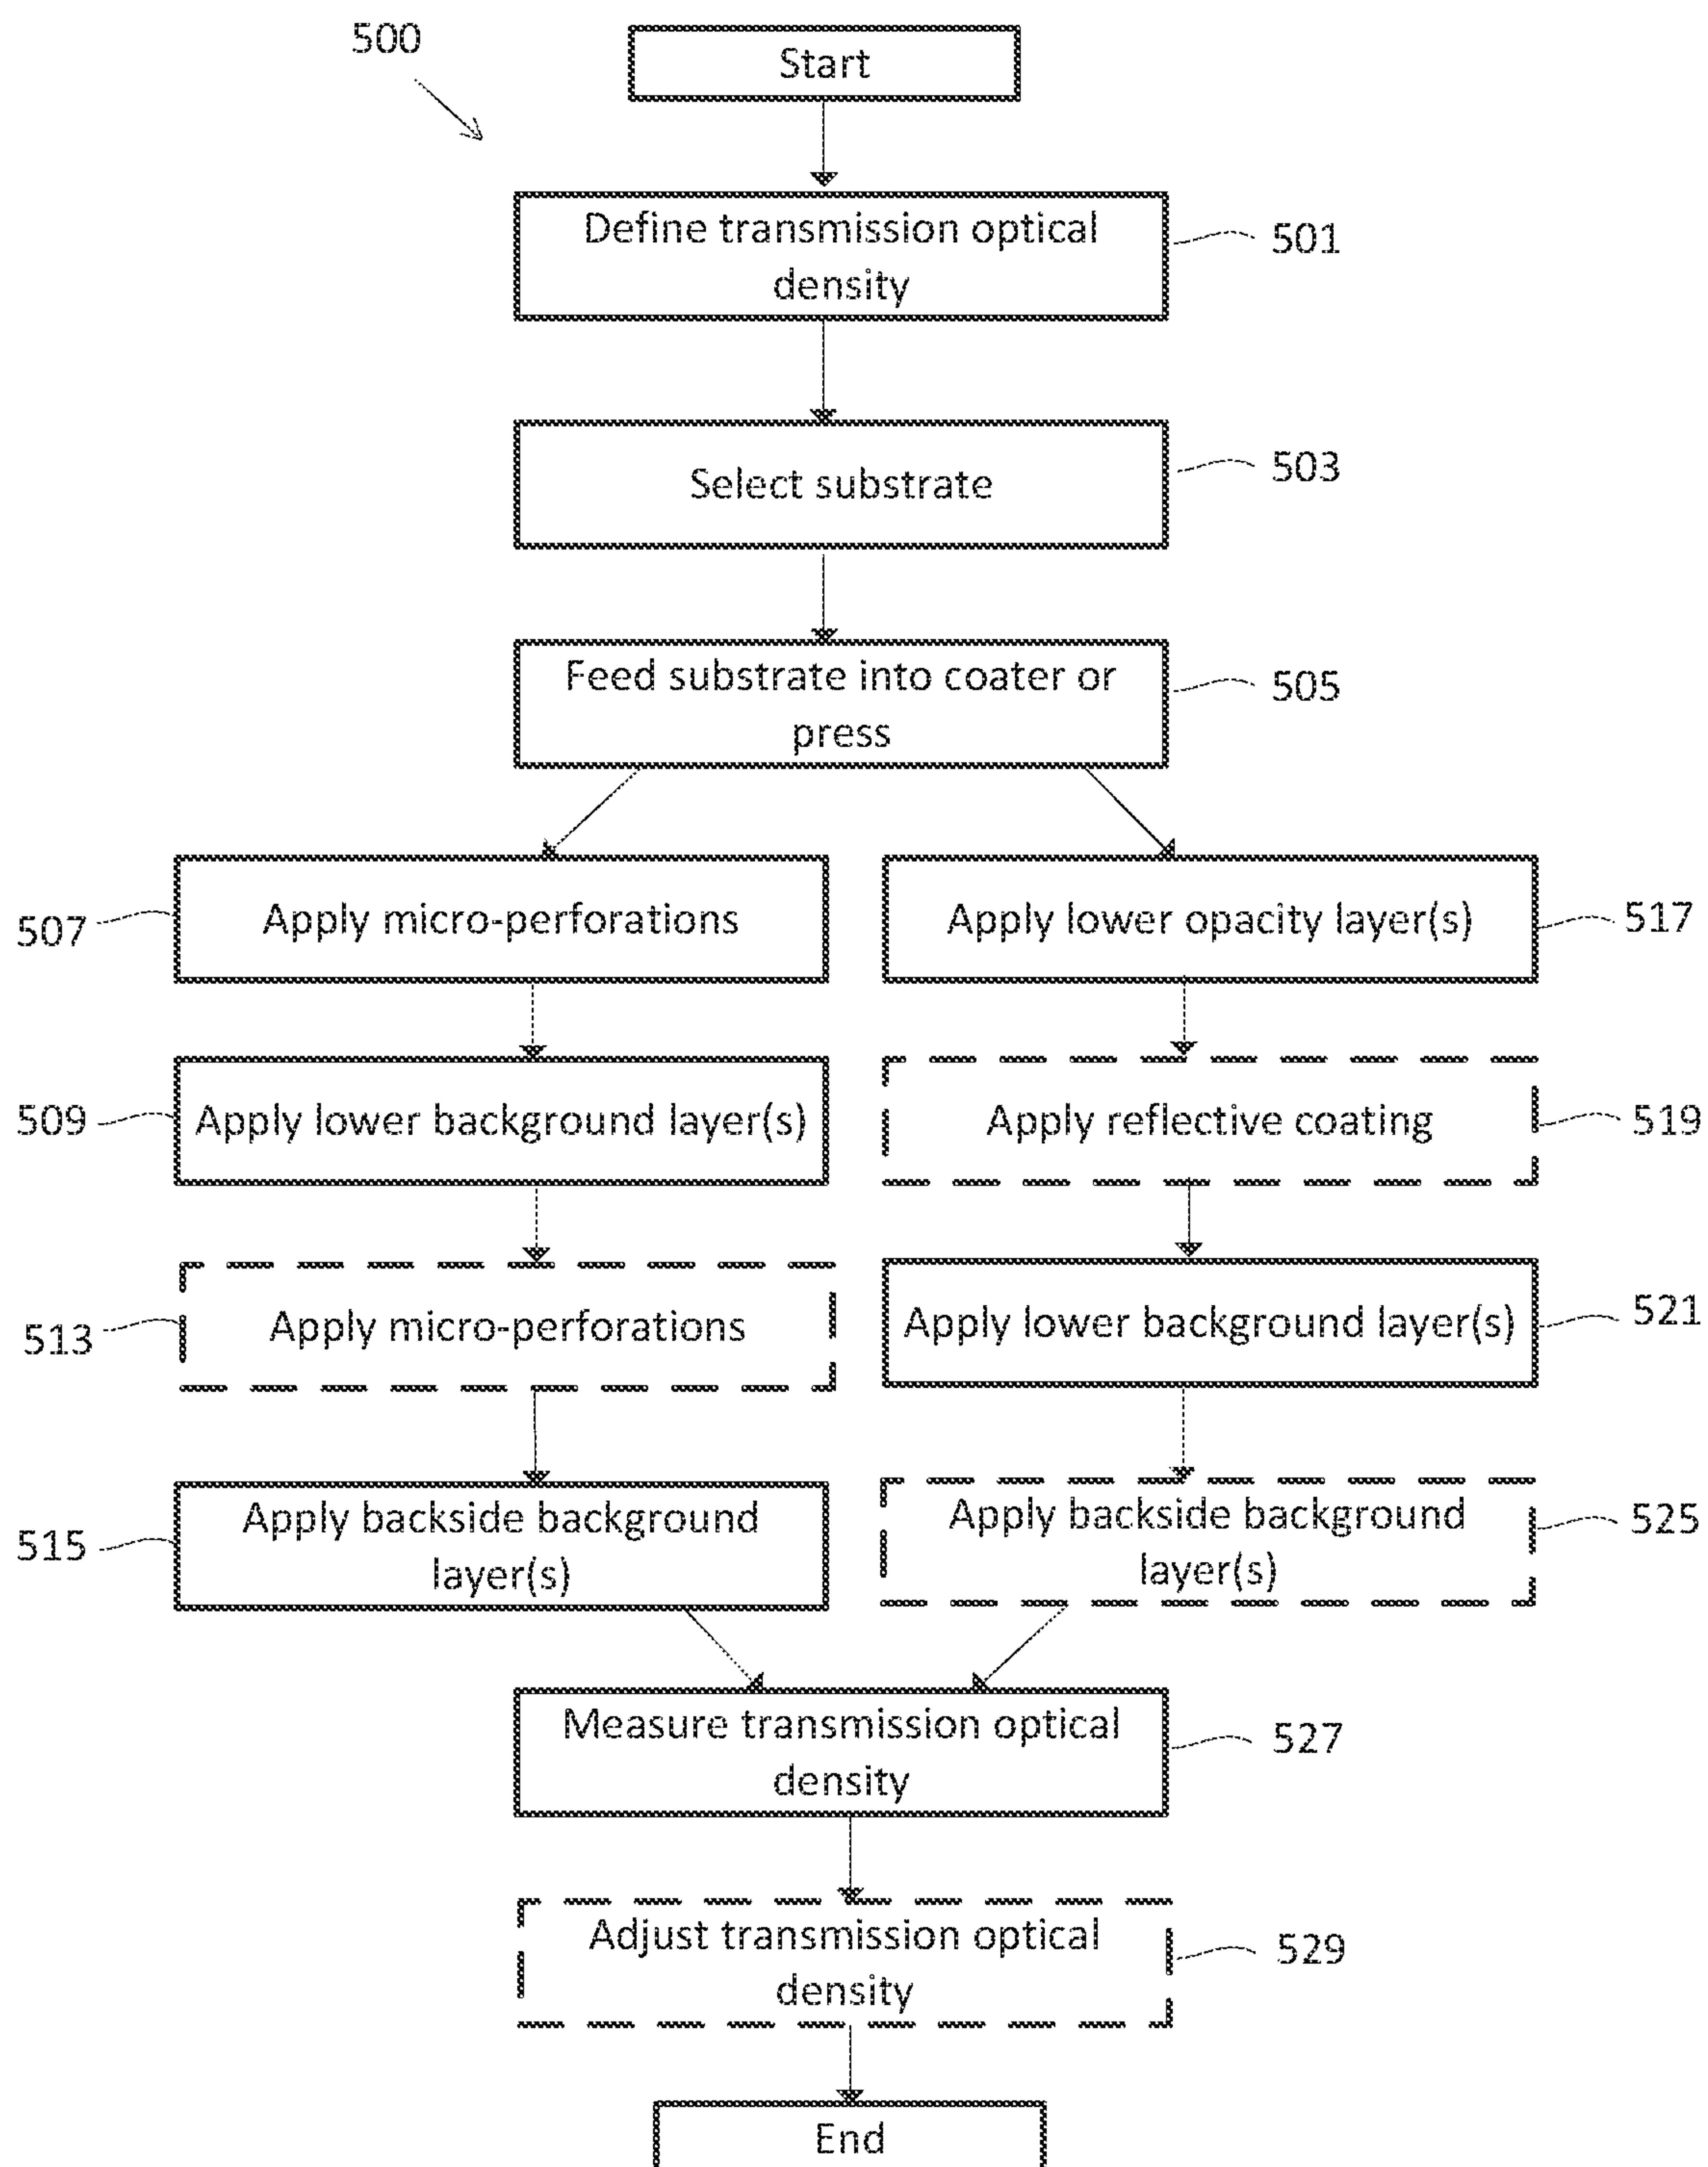 500
Start
Define transmission optical
density
501
Select substrate
503
Feed substrate into coater or
press
505
507
Apply micro-perforations
Apply lower opacity layer(s)
517
509
Apply lower background layer(s)
Apply reflective coating
519
513
Apply micro-perforations
Apply lower background layer(s)
521
515
Apply backside background
layer(s)
Apply backside background
layer(s)
525
Measure transmission optical
density
527
Adjust transmission optical
density
529
End